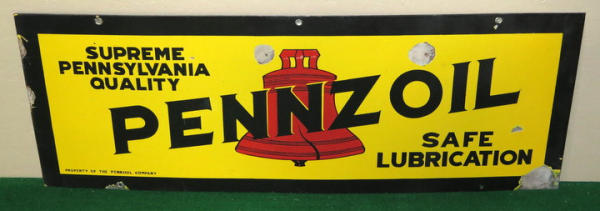 SUPREME
PENNSYLVANIA
QUALITY
PENNZOIL
SAFE
LUBRICATION
PROPERTY OF THE PENNZOIL COMPANY